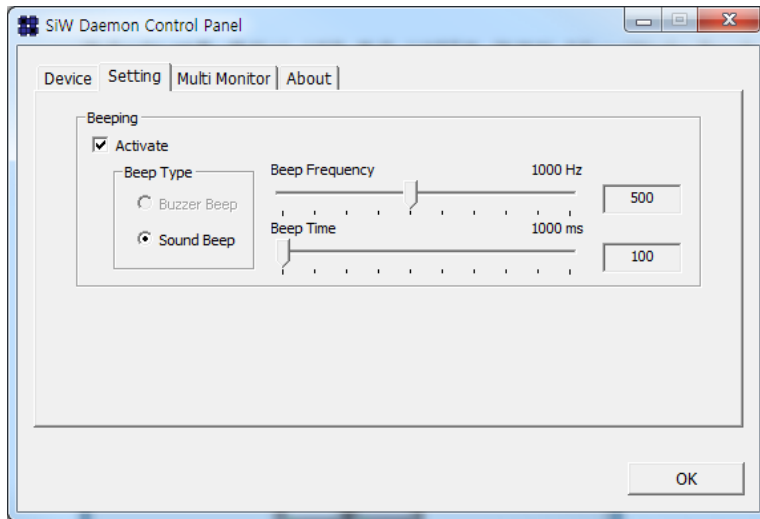 SiW Daemon Control Panel
Device Setting Multi Monitor About
Beeping
Activate
Beep Type
Buzzer Beep
Sound Beep
Beep Frequency 1000 Hz
500
Beep Time 1000 ms
100
OK